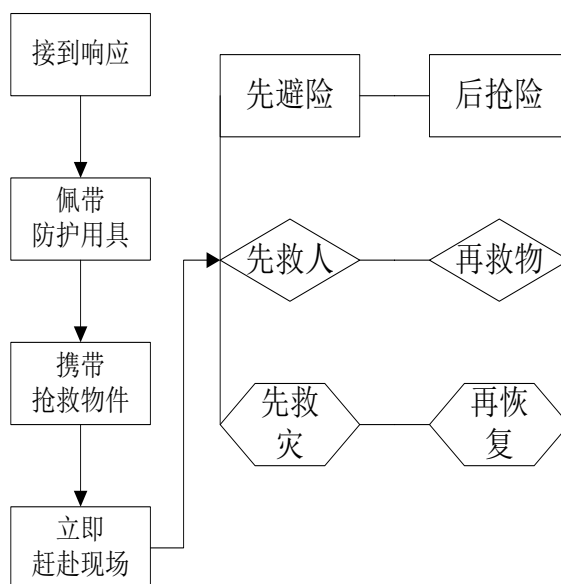 接到响应
佩带
防护用具
携带
抢救物件
立即
赶赴现场
先避险
后抢险
先救人
再救物
先救
灾
再恢
复